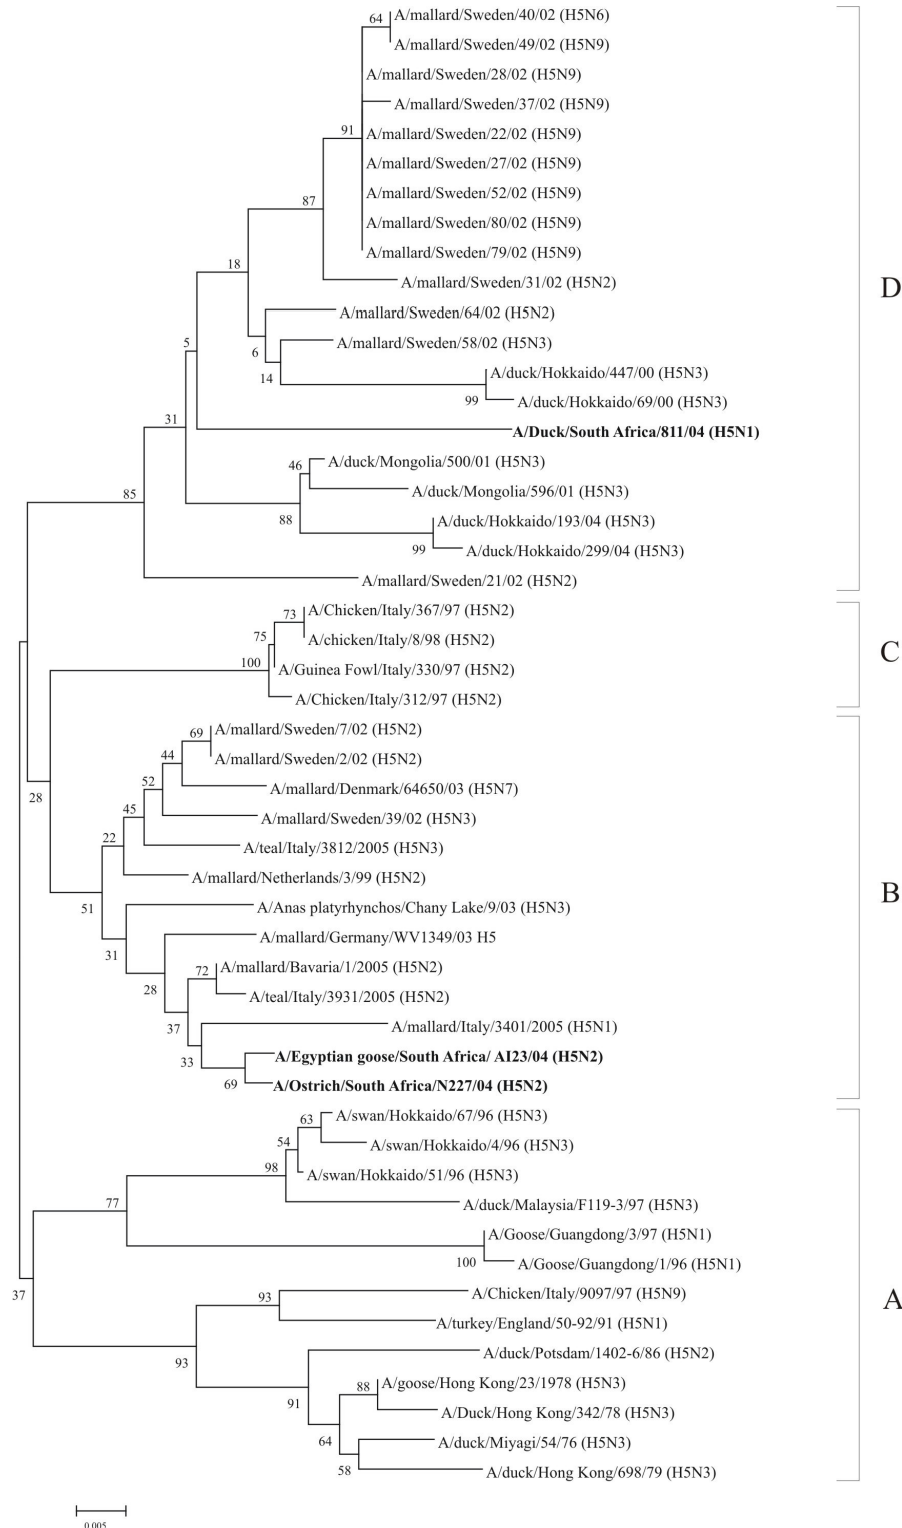 64
A/mallard/Sweden/40/02 (H5N6)
A/mallard/Sweden/49/02 (H5N9)
A/mallard/Sweden/28/02 (H5N9)
A/mallard/Sweden/37/02 (H5N9)
91
A/mallard/Sweden/22/02 (H5N9)
A/mallard/Sweden/27/02 (H5N9)
A/mallard/Sweden/52/02 (H5N9)
87
A/mallard/Sweden/80/02 (H5N9)
A/mallard/Sweden/79/02 (H5N9)
18
A/mallard/Sweden/31/02 (H5N2)
D
A/mallard/Sweden/64/02 (H5N2)
5
A/mallard/Sweden/58/02 (H5N3)
6
A/duck/Hokkaido/447/00 (H5N3)
14
99
A/duck/Hokkaido/69/00 (H5N3)
31
A/Duck/South Africa/811/04 (H5N1)
46
A/duck/Mongolia/500/01 (H5N3)
85
A/duck/Mongolia/596/01 (H5N3)
88
A/duck/Hokkaido/193/04 (H5N3)
99
A/duck/Hokkaido/299/04 (H5N3)
A/mallard/Sweden/21/02 (H5N2)
73
A/Chicken/Italy/367/97 (H5N2)
75
A/chicken/Italy/8/98 (H5N2)
C
100
A/Guinea Fowl/Italy/330/97 (H5N2)
A/Chicken/Italy/312/97 (H5N2)
69
A/mallard/Sweden/7/02 (H5N2)
44
A/mallard/Sweden/2/02 (H5N2)
52
A/mallard/Denmark/64650/03 (H5N7)
28
45
A/mallard/Sweden/39/02 (H5N3)
22
A/teal/Italy/3812/2005 (H5N3)
A/mallard/Netherlands/3/99 (H5N2)
B
51
A/Anas platyrhynchos/Chany Lake/9/03 (H5N3)
31
A/mallard/Germany/WV1349/03 H5
72
A/mallard/Bavaria/1/2005 (H5N2)
28
A/teal/Italy/3931/2005 (H5N2)
37
A/mallard/Italy/3401/2005 (H5N1)
33
A/Egyptian goose/South Africa/ AI23/04 (H5N2)
69
A/Ostrich/South Africa/N227/04 (H5N2)
63
A/swan/Hokkaido/67/96 (H5N3)
54
A/swan/Hokkaido/4/96 (H5N3)
98
A/swan/Hokkaido/51/96 (H5N3)
77
A/duck/Malaysia/F119-3/97 (H5N3)
A/Goose/Guangdong/3/97 (H5N1)
100
A/Goose/Guangdong/1/96 (H5N1)
37
93
A/Chicken/Italy/9097/97 (H5N9)
A
A/turkey/England/50-92/91 (H5N1)
93
A/duck/Potsdam/1402-6/86 (H5N2)
88
A/goose/Hong Kong/23/1978 (H5N3)
91
A/Duck/Hong Kong/342/78 (H5N3)
64
A/duck/Miyagi/54/76 (H5N3)
58
A/duck/Hong Kong/698/79 (H5N3)
0.005